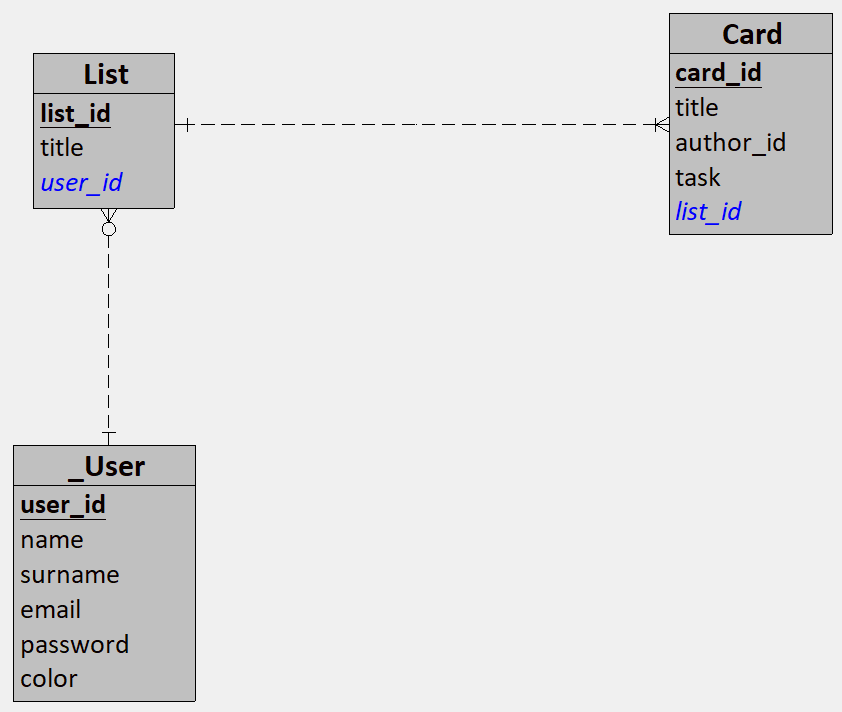 List
list_id
title
user_id
Card
card_id
title
author_id
task
list_id
_User
user_id
name
surname
email
password
color